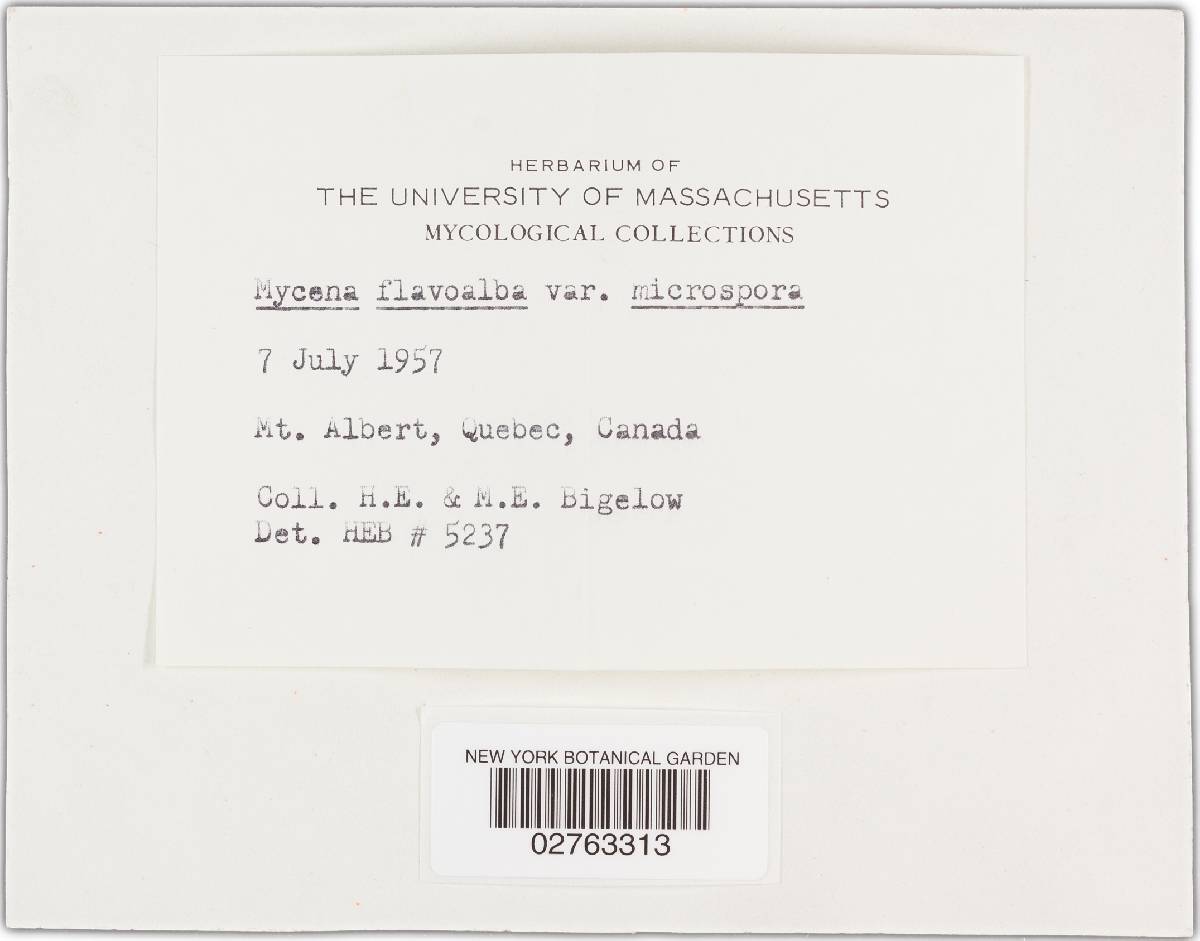 HERBARIUM OF
THE UNIVERSITY OF MASSACHUSETTS
MYCOLOGICAL COLLECTIONS
Mycena flavoalba var. microspora
7 July 1957
Mt. Albert, Quebec, Canada
Coll. H.E. & M.E. Bigelow
Det. HEB # 5237
NEW YORK BOTANICAL GARDEN
02763313